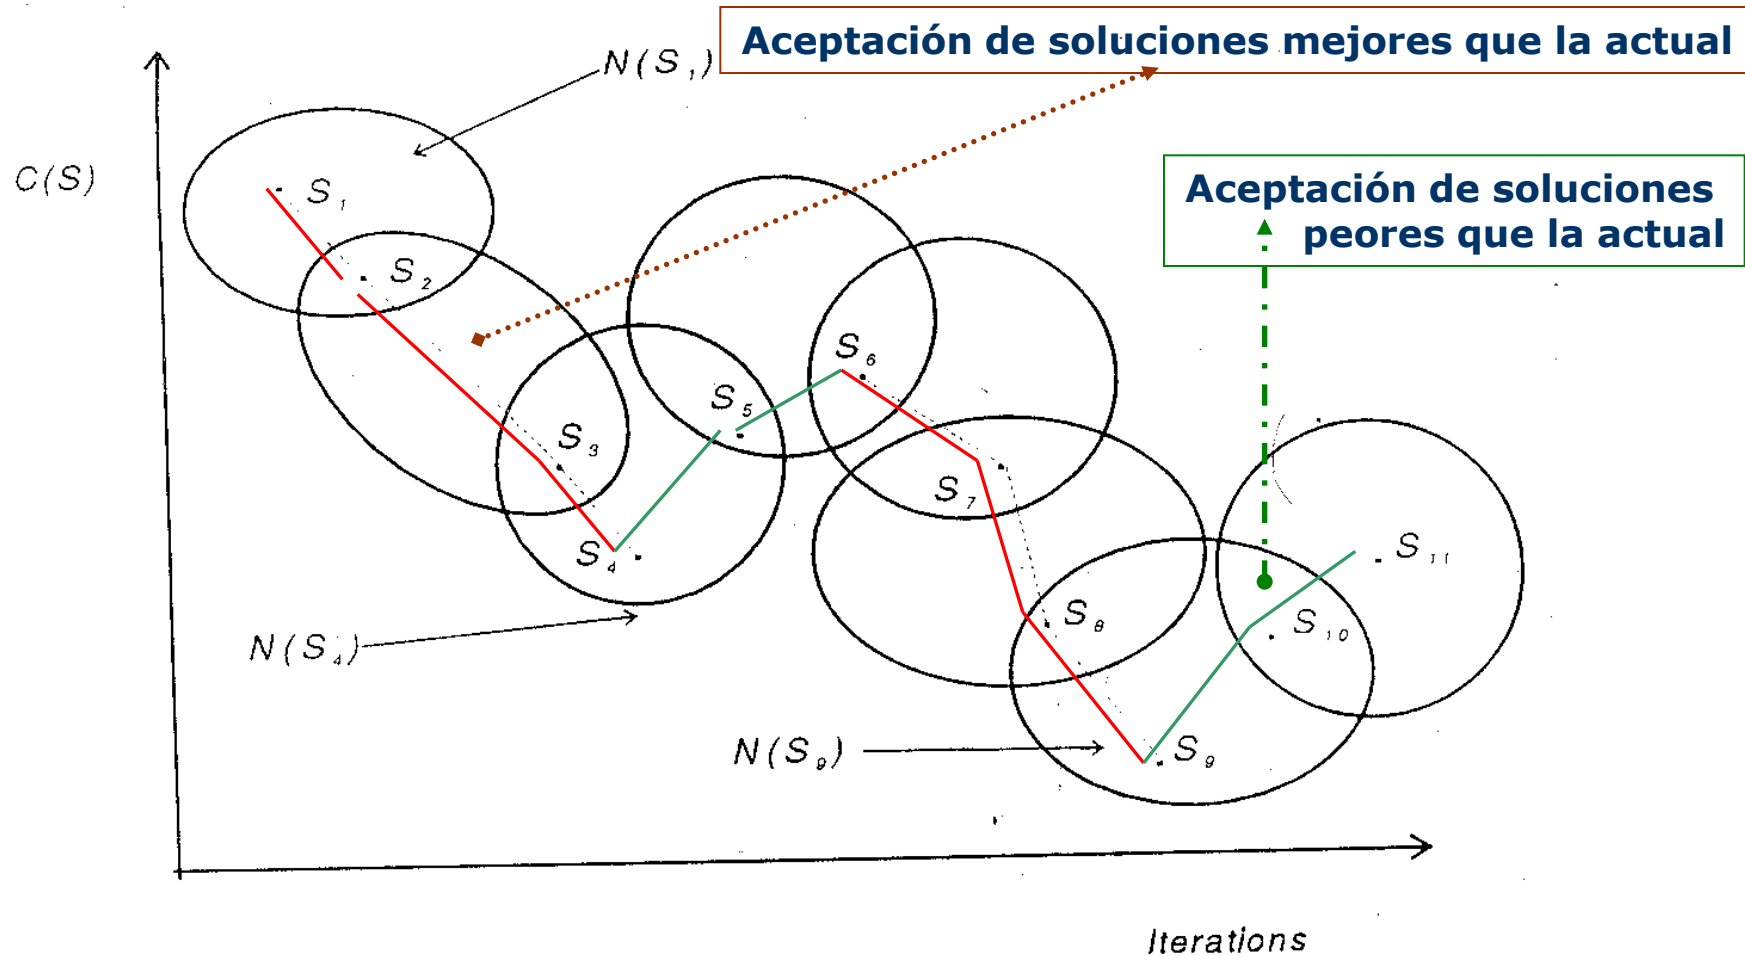 Aceptación de soluciones mejores que la actual
N(S₁)
C(S)
Aceptación de soluciones
peores que la actual
S₁
S₂
S₆
S₅
S₃
S₇
S₄
S₁₁
S₈
S₁₀
N(S₄)
N(S₉)
S₉
Iterations